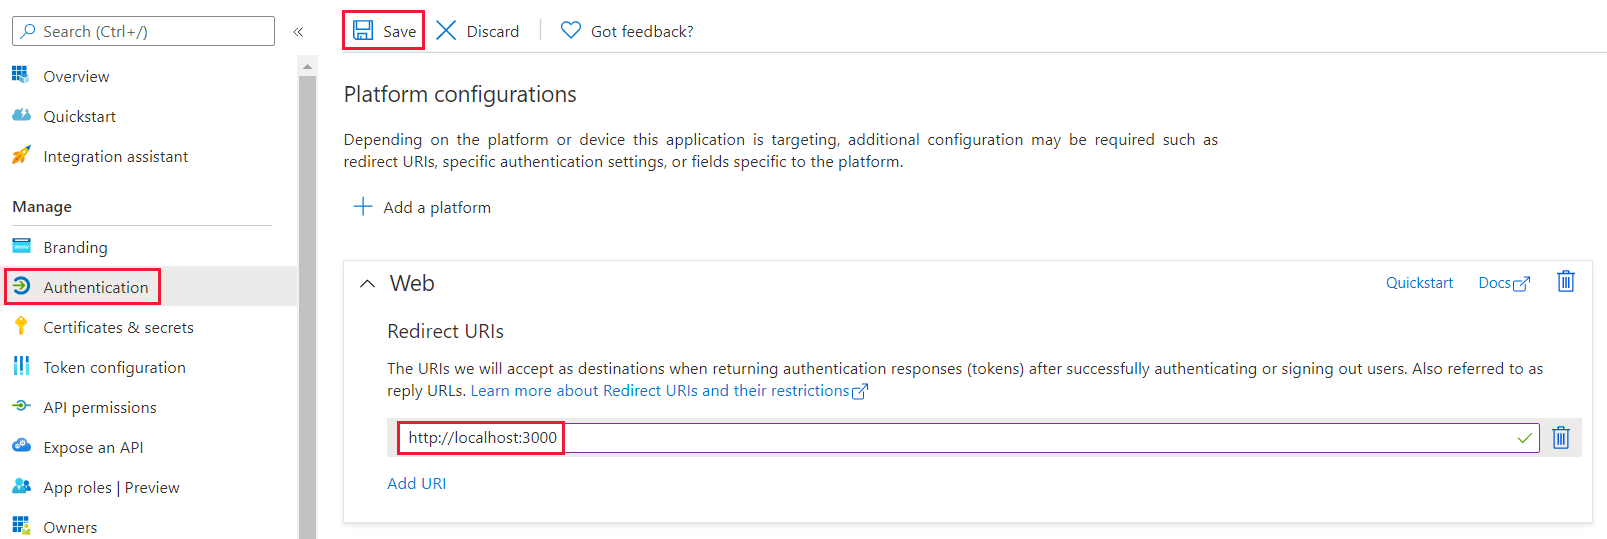 Search (Ctrl+/)
«
Overview
Quickstart
Integration assistant
Manage
Branding
Authentication
Certificates & secrets
Token configuration
API permissions
Expose an API
App roles | Preview
Owners
Save
Discard
Got feedback?
Platform configurations
Depending on the platform or device this application is targeting, additional configuration may be required such as
redirect URIs, specific authentication settings, or fields specific to the platform.
Add a platform
Web
Quickstart
Docs
Redirect URIs
The URIs we will accept as destinations when returning authentication responses (tokens) after successfully authenticating or signing out users. Also referred to as
reply URLs. Learn more about Redirect URIs and their restrictions
http://localhost:3000
Add URI